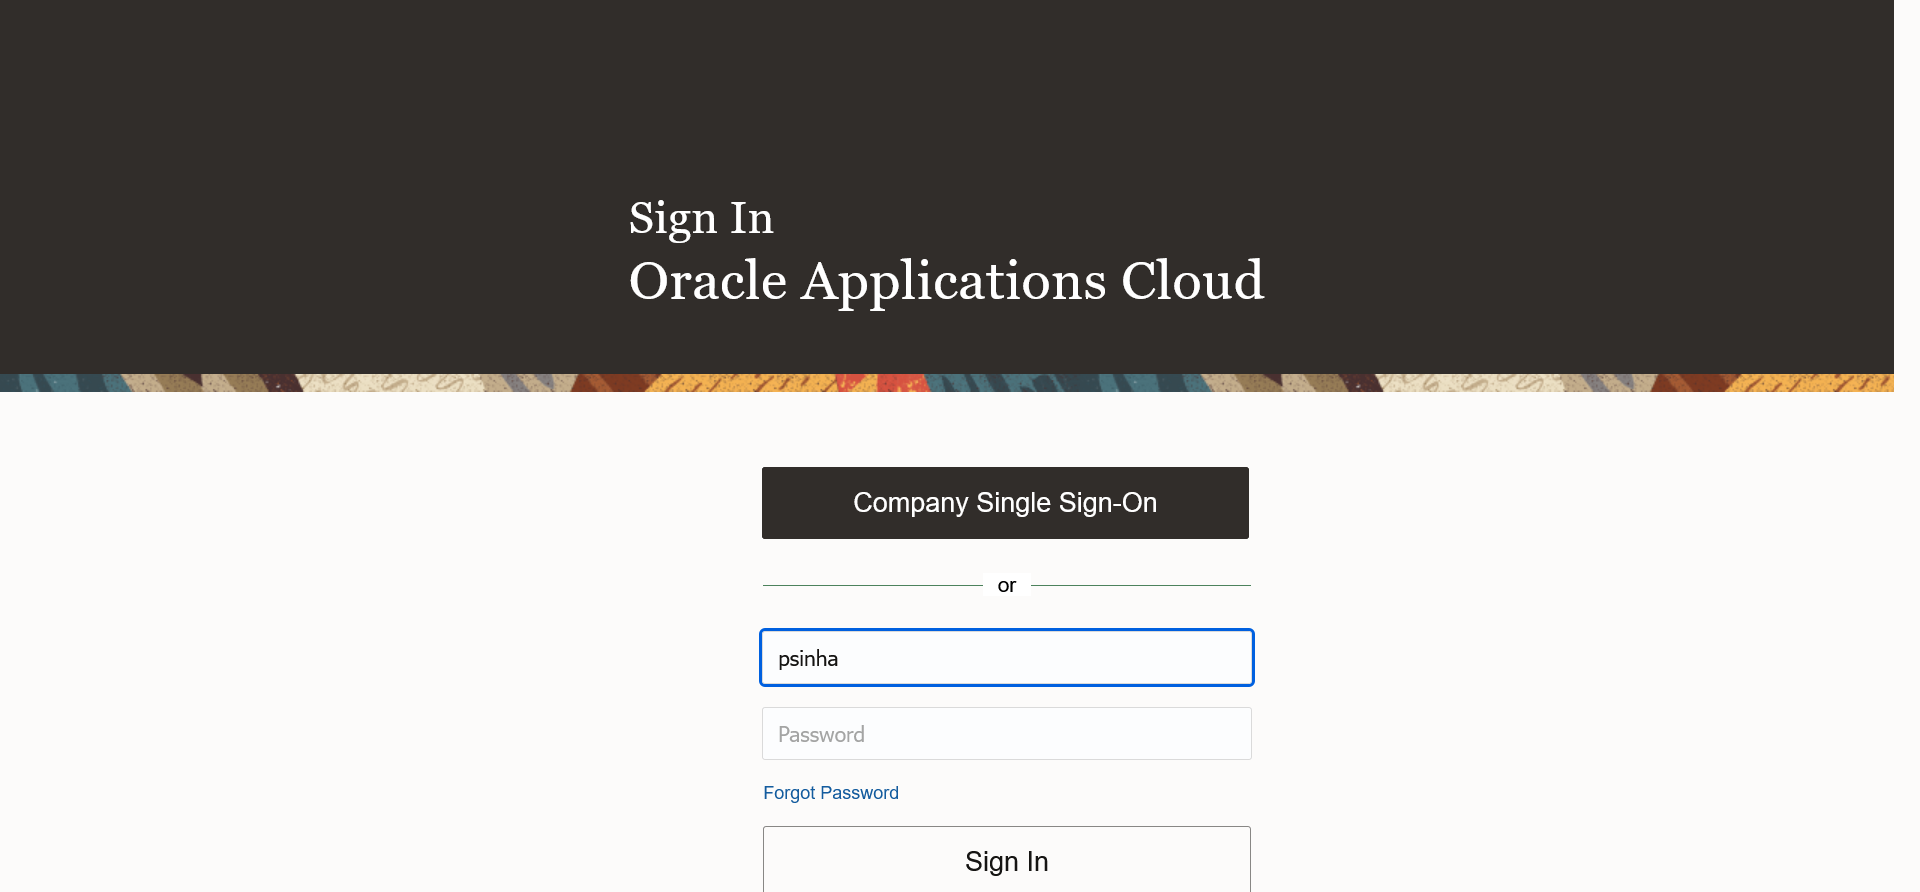 Sign In
Oracle Applications Cloud
Company Single Sign-On
or
psinha
Password
Forgot Password
Sign In